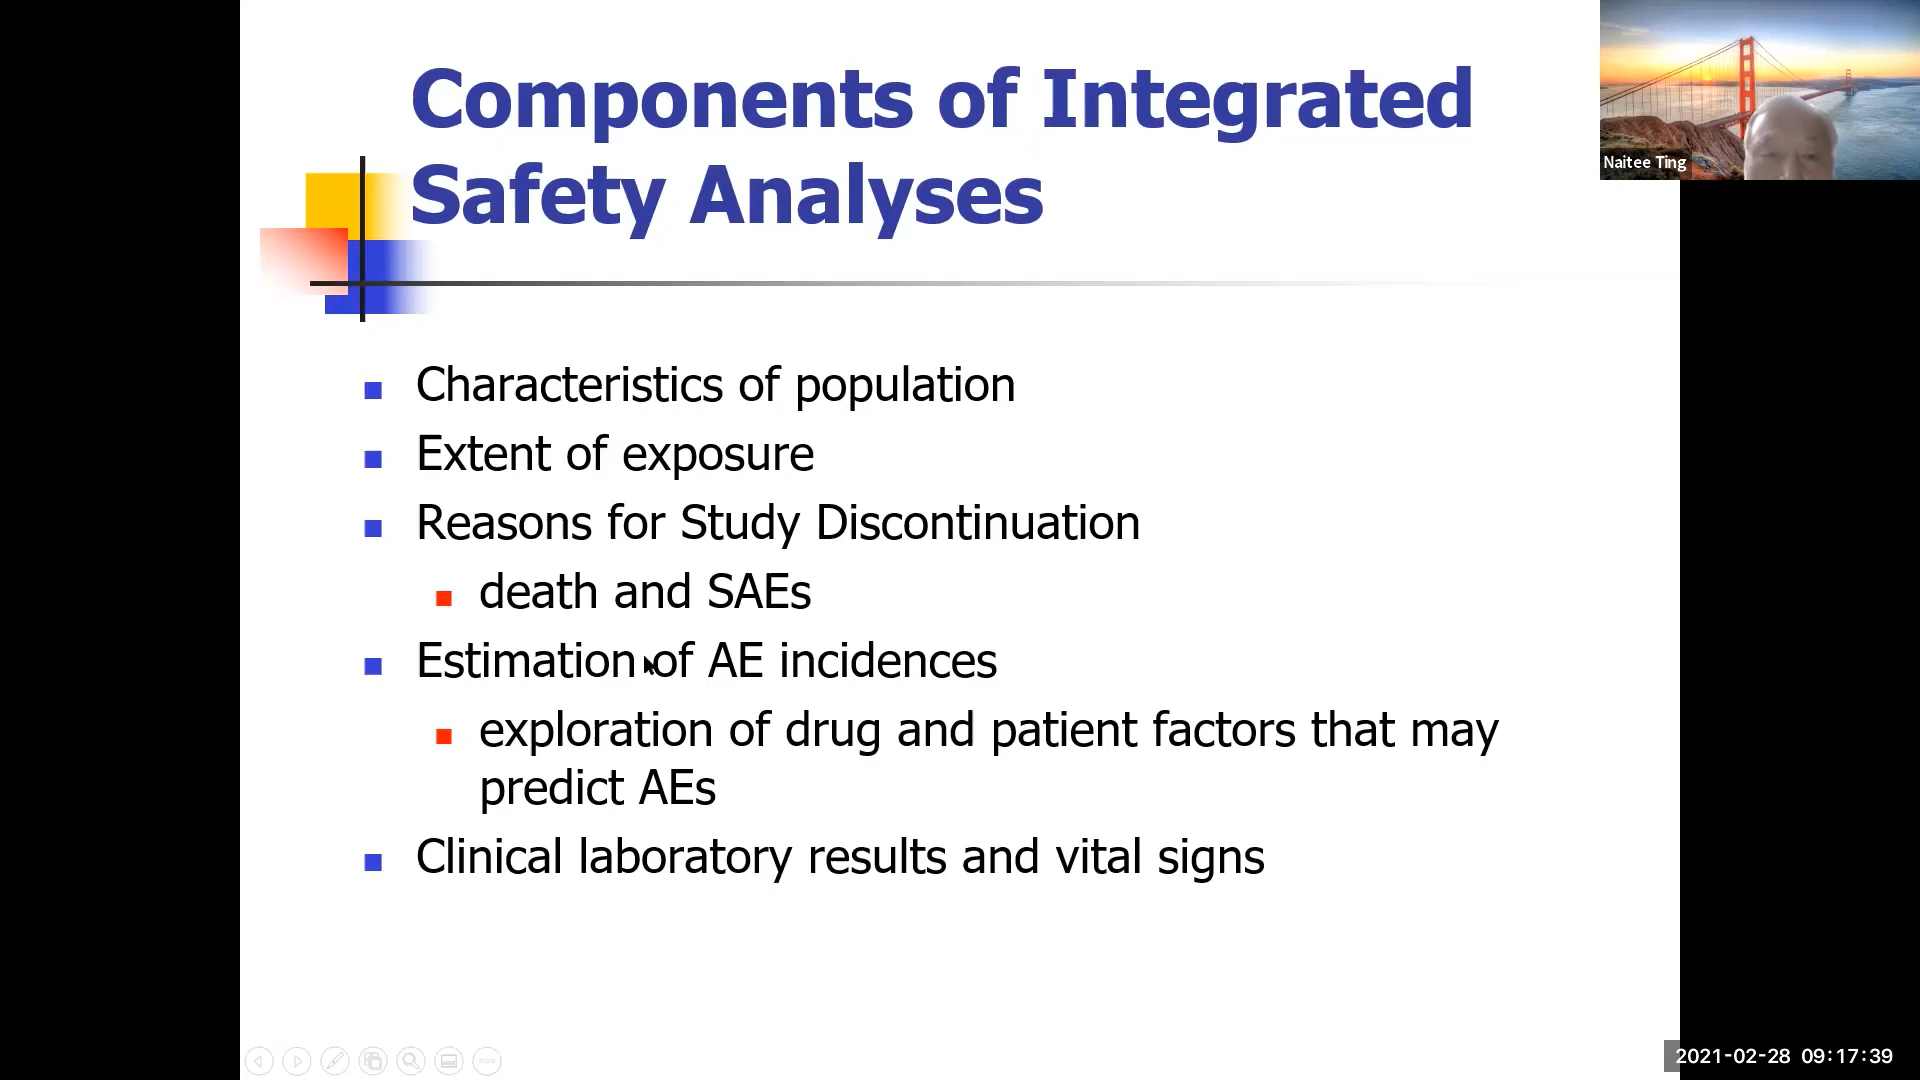 Components of Integrated
Safety Analyses
Naitee Ting
Characteristics of population
Extent of exposure
Reasons for Study Discontinuation
death and SAEs
Estimation of AE incidences
exploration of drug and patient factors that may
predict AEs
Clinical laboratory results and vital signs
2021-02-28 09:17:39